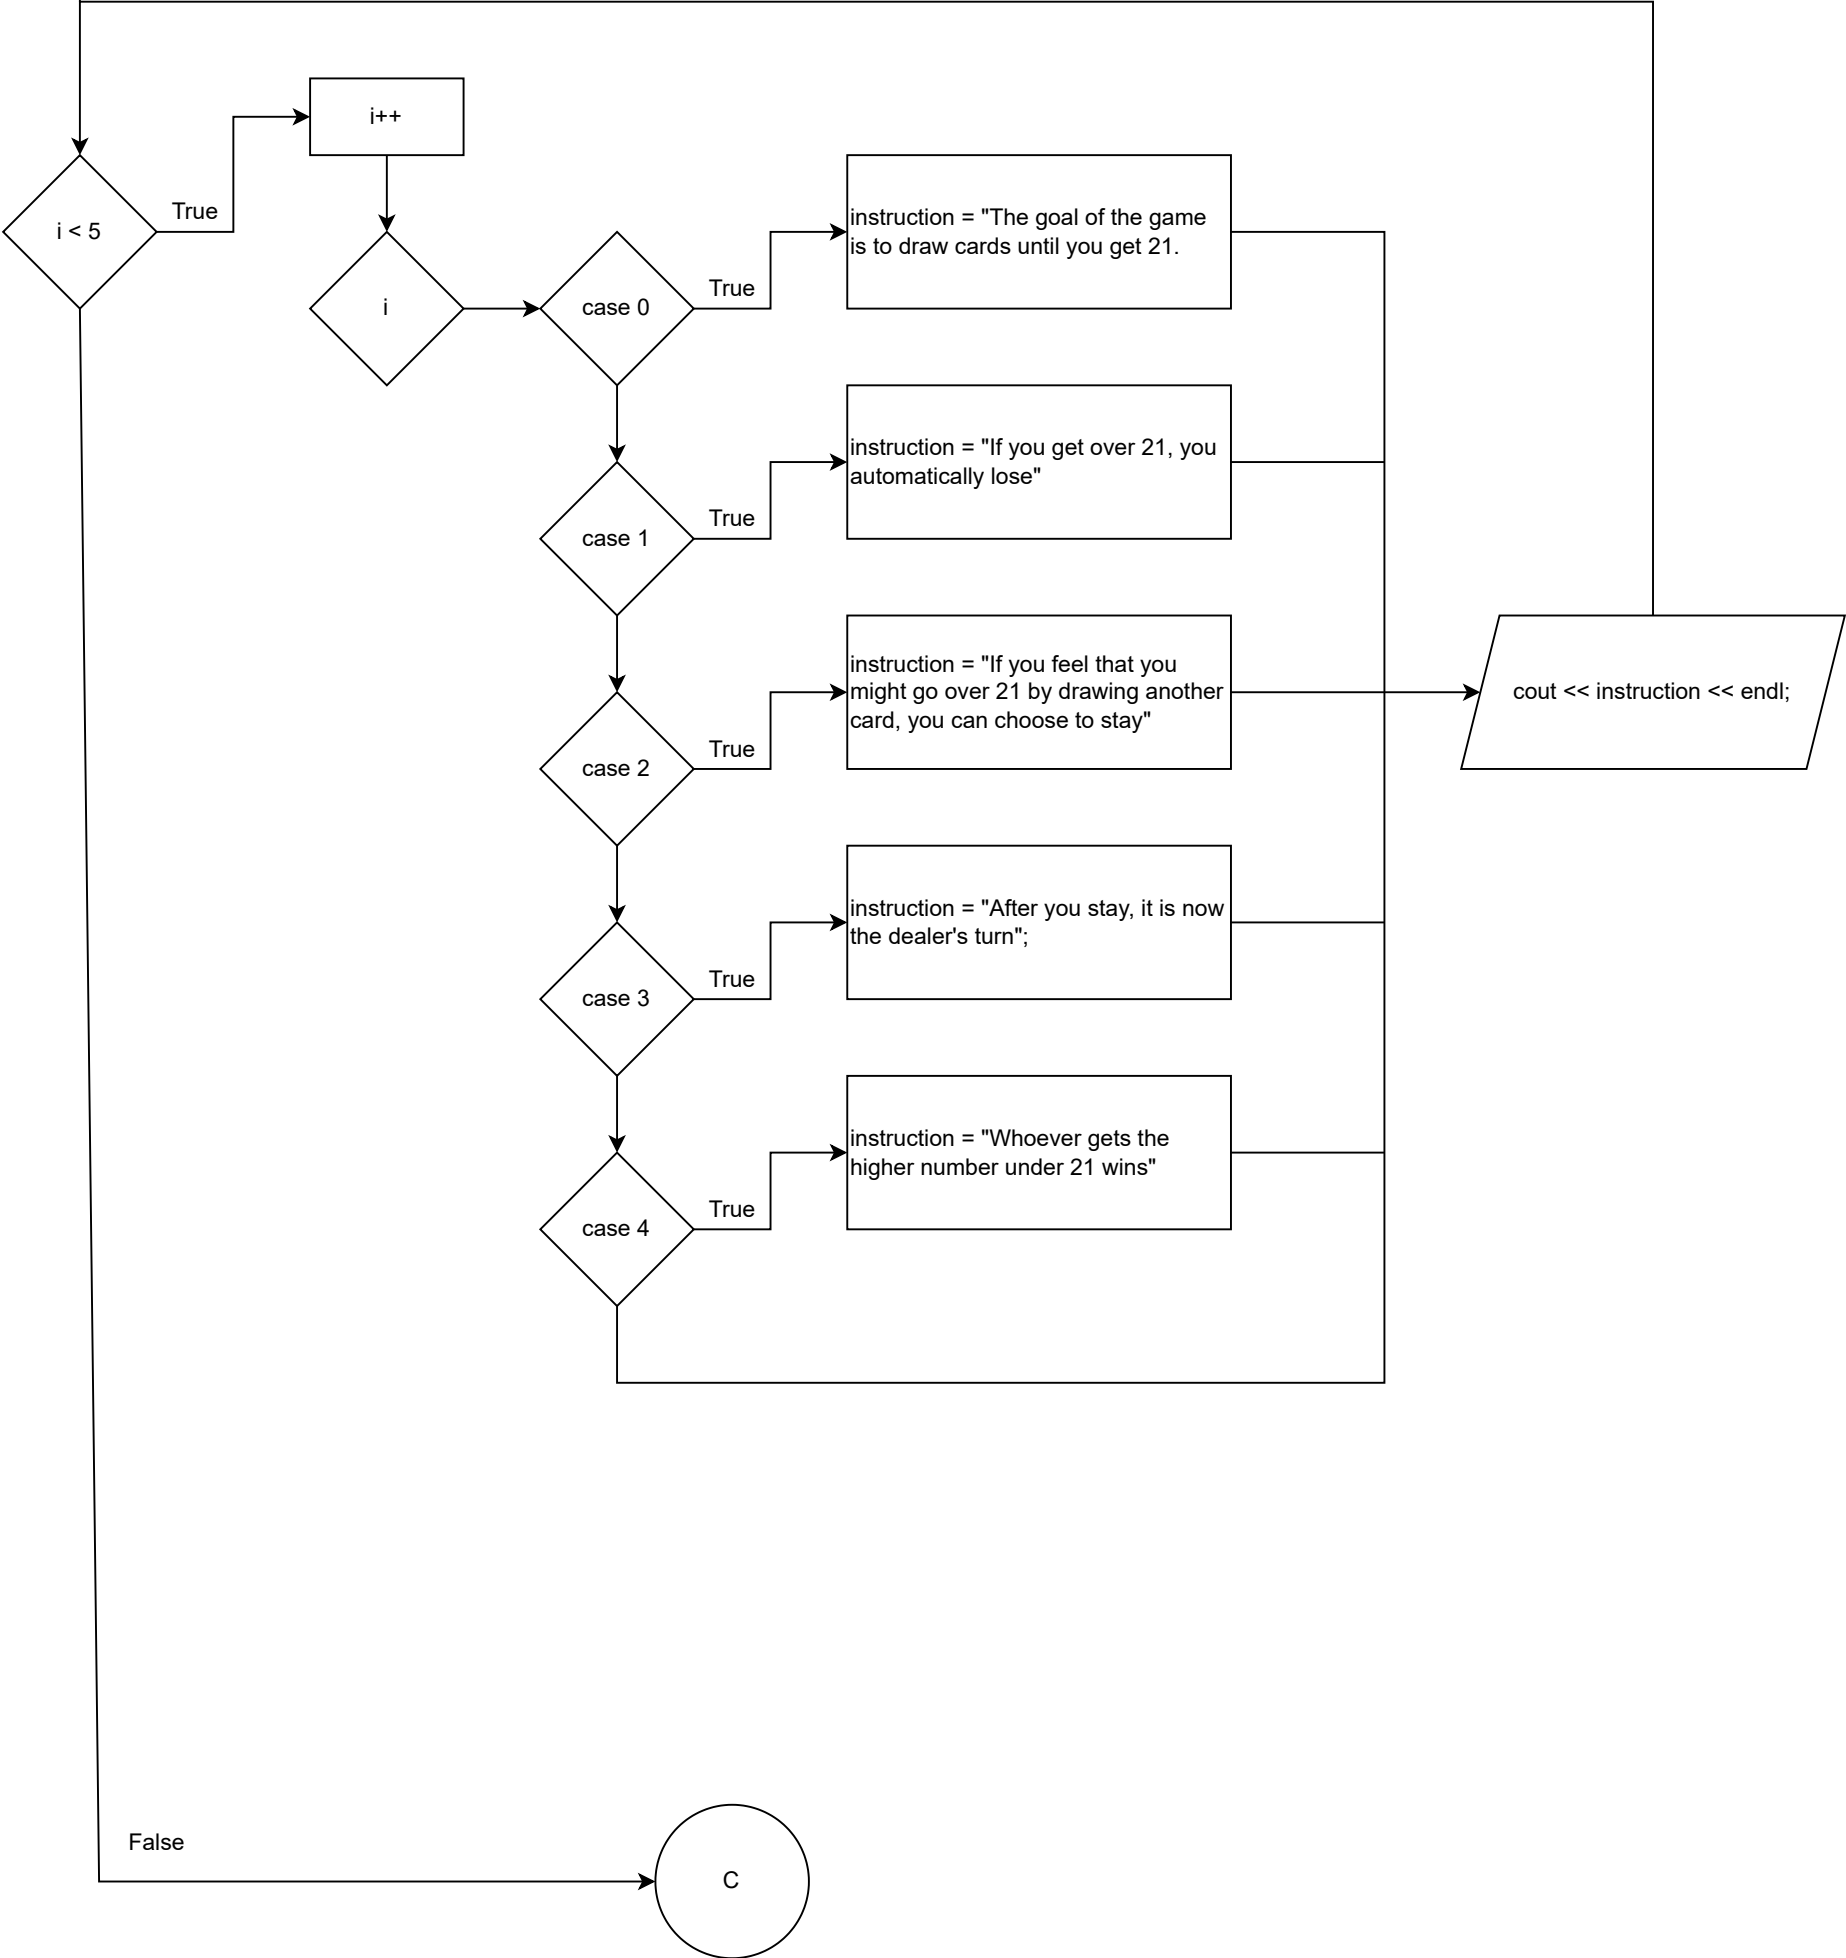 i++
i < 5
True
i
case 0
True
instruction = "The goal of the game
is to draw cards until you get 21.
case 1
True
instruction = "If you get over 21, you
automatically lose"
case 2
True
instruction = "If you feel that you
might go over 21 by drawing another
card, you can choose to stay"
cout << instruction << endl;
case 3
True
instruction = "After you stay, it is now
the dealer's turn";
case 4
True
instruction = "Whoever gets the
higher number under 21 wins"
False
C